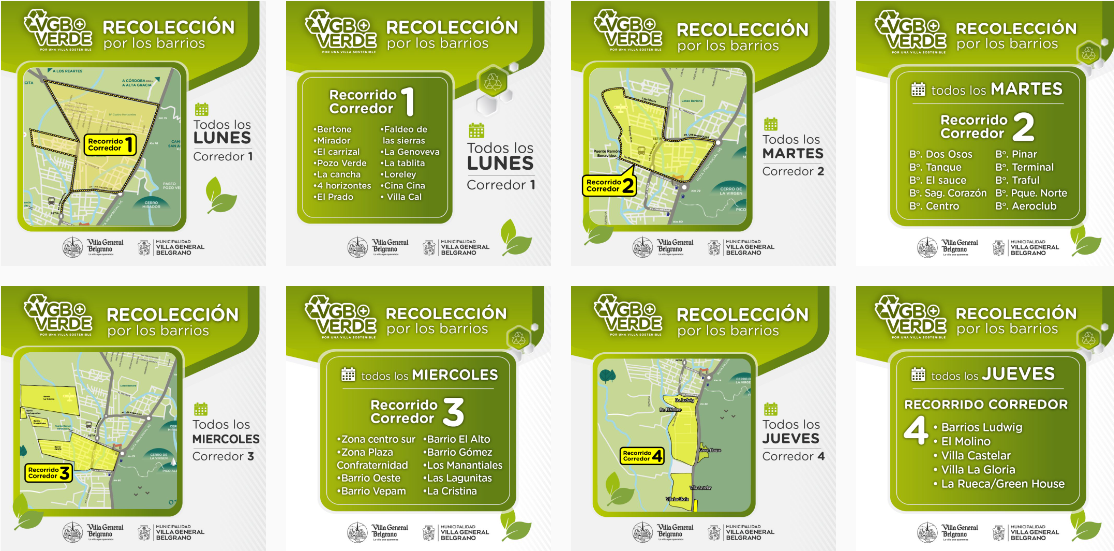 VGB+
VERDE
POR UNA VILLA SOSTENIBLE
RECOLECCIÓN
por los barrios
A LOS REARTES
A CÓRDOBA
A ALTA GRACIA
Recorrido
Corredor 1
CERRO
MIRADOR
Todos los
LUNES
Corredor 1
Villa General
Belgrano
MUNICIPALIDAD
VILLA GENERAL
BELGRANO
VGB+
VERDE
POR UNA VILLA SOSTENIBLE
RECOLECCIÓN
por los barrios
Recorrido
Corredor 1
•Bertone
•Mirador
•El carrizal
•Pozo Verde
•La cancha
•4 horizontes
•El Prado
•Faldeo de
las sierras
•La Genoveva
•La tablita
•Loreley
•Cina Cina
• Villa Cal
Todos los
LUNES
Corredor 1
Villa General
Belgrano
MUNICIPALIDAD
VILLA GENERAL
BELGRANO
VGB+
VERDE
POR UNA VILLA SOSTENIBLE
RECOLECCIÓN
por los barrios
Recorrido
Corredor 2
CERRO DE
LA VIRGEN
Todos los
MARTES
Corredor 2
Villa General
Belgrano
MUNICIPALIDAD
VILLA GENERAL
BELGRANO
VGB+
VERDE
POR UNA VILLA SOSTENIBLE
RECOLECCIÓN
por los barrios
todos los MARTES
Recorrido
Corredor 2
Bº. Dos Osos
Bº. Tanque
Bº. El sauce
Bº. Sag. Corazón
Bº. Centro
Bº. Pinar
Bº. Terminal
Bº. Traful
Bº. Pque. Norte
Bº. Aeroclub
Villa General
Belgrano
MUNICIPALIDAD
VILLA GENERAL
BELGRANO
VGB+
VERDE
POR UNA VILLA SOSTENIBLE
RECOLECCIÓN
por los barrios
Recorrido
Corredor 3
Todos los
MIERCOLES
Corredor 3
Villa General
Belgrano
MUNICIPALIDAD
VILLA GENERAL
BELGRANO
VGB+
VERDE
POR UNA VILLA SOSTENIBLE
RECOLECCIÓN
por los barrios
todos los MIERCOLES
Recorrido
Corredor 3
•Zona centro sur
•Zona Plaza
Confraternidad
•Barrio Oeste
•Barrio Vepam
•Barrio El Alto
•Barrio Gómez
•Los Manantiales
•Las Lagunitas
•La Cristina
Villa General
Belgrano
MUNICIPALIDAD
VILLA GENERAL
BELGRANO
VGB+
VERDE
POR UNA VILLA SOSTENIBLE
RECOLECCIÓN
por los barrios
Recorrido
Corredor 4
Todos los
JUEVES
Corredor 4
Villa General
Belgrano
MUNICIPALIDAD
VILLA GENERAL
BELGRANO
VGB+
VERDE
POR UNA VILLA SOSTENIBLE
RECOLECCIÓN
por los barrios
todos los JUEVES
RECORRIDO CORREDOR
4
• Barrios Ludwig
• El Molino
• Villa Castelar
• Villa La Gloria
• La Rueca/Green House
Villa General
Belgrano
MUNICIPALIDAD
VILLA GENERAL
BELGRANO